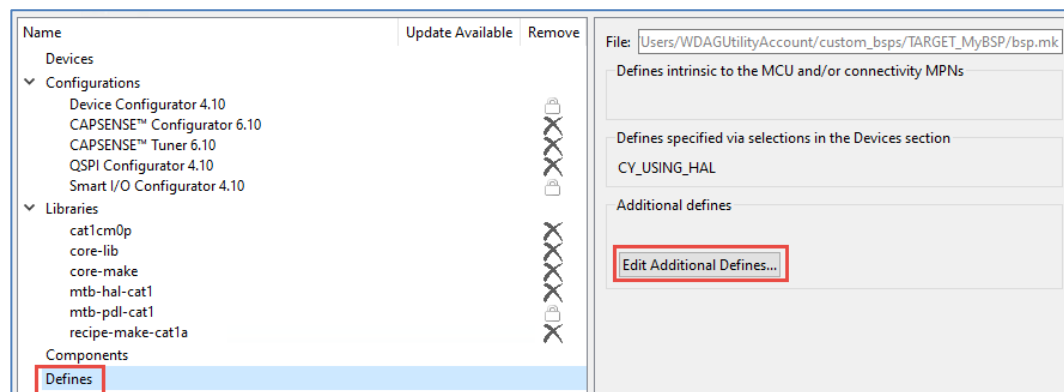 Name Update Available Remove
Devices
Configurations
Device Configurator 4.10
CAPSENSE™ Configurator 6.10
CAPSENSE™ Tuner 6.10
QSPI Configurator 4.10
Smart I/O Configurator 4.10
Libraries
cat1cm0p
core-lib
core-make
mtb-hal-cat1
mtb-pdl-cat1
recipe-make-cat1a
Components
Defines
File: /Users/WDAGUtilityAccount/custom_bsps/TARGET_MyBSP/bsp.mk
Defines intrinsic to the MCU and/or connectivity MPNs
Defines specified via selections in the Devices section
CY_USING_HAL
Additional defines
Edit Additional Defines...